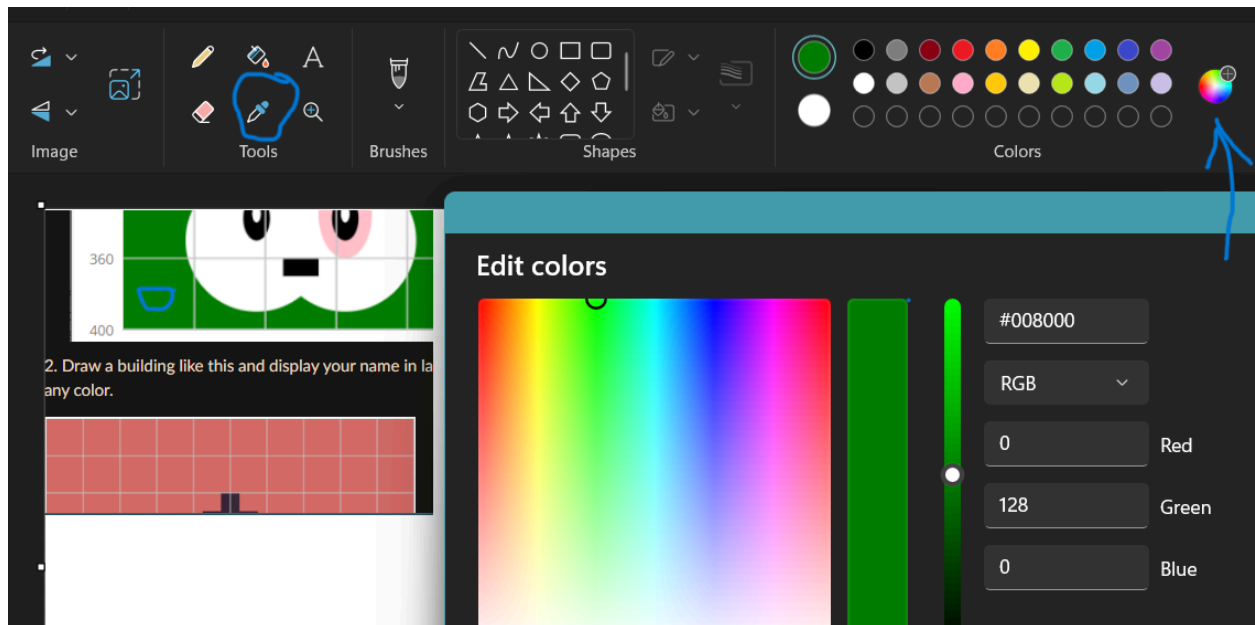 A
Image
Tools
Brushes
Shapes
Colors
360
400
2. Draw a building like this and display your name in la
any color.
Edit colors
#008000
RGB
0
Red
128
Green
0
Blue